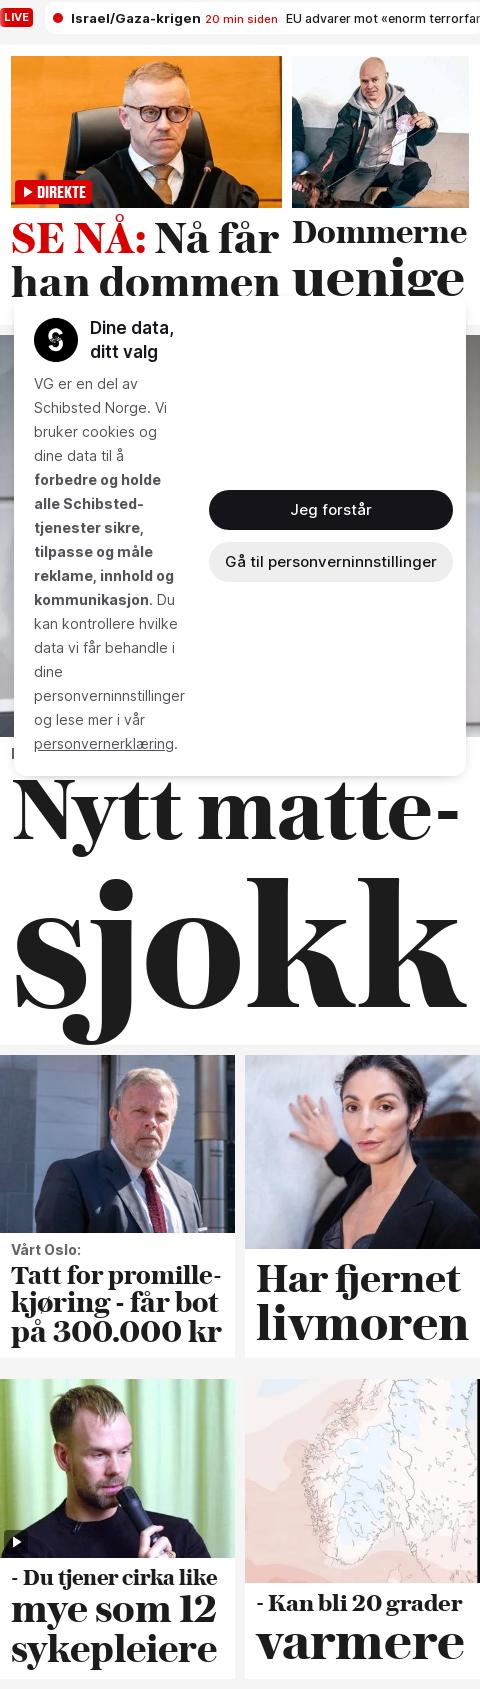 LIVE
Israel/Gaza-krigen 20 min siden EU advarer mot «enorm
DIREKTE
SE NÅ: Nå får
han dommen
Dommerne
uenige
Dine data,
ditt valg
VG er en del av
Schibsted Norge. Vi
bruker cookies og
dine data til å
forbedre og holde
alle Schibsted-
tjenester sikre,
tilpasse og måle
reklame, innhold og
kommunikasjon. Du
kan kontrollere hvilke
data vi får behandle i
dine
personverninnstillinger
og lese mer i vår
personvernerklæring.
Jeg forstår
Gå til personverninnstillinger
Nytt matte-
sjokk
Vårt Oslo:
Tatt for promille-
kjøring - får bot
på 300.000 kr
Har fjernet
livmoren
- Du tjener cirka like
mye som 12
sykepleiere
- Kan bli 20 grader
varmere